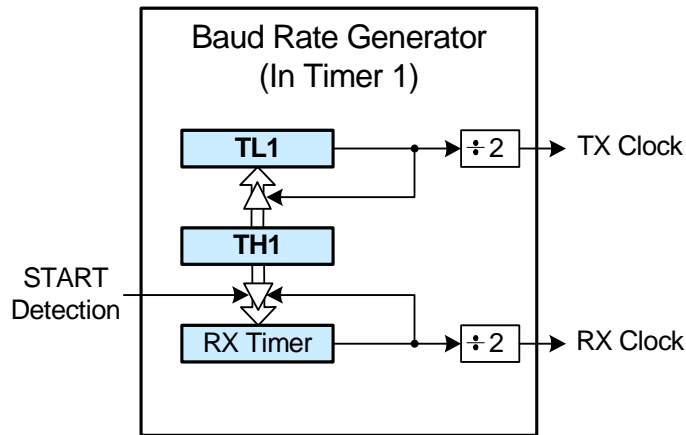 Baud Rate Generator
(In Timer 1)
TL1
÷ 2
TX Clock
TH1
START
Detection
RX Timer
÷ 2
RX Clock